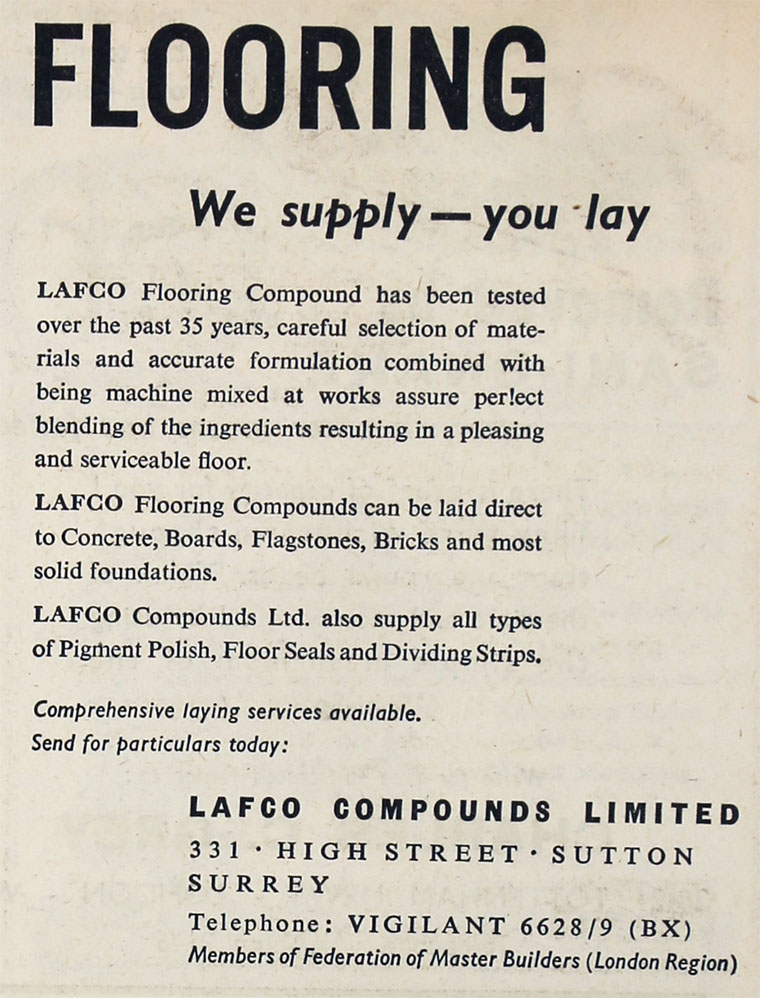 FLOORING
We supply — you lay
LAFCO Flooring Compound has been tested
over the past 35 years, careful selection of mate-
rials and accurate formulation combined with
being machine mixed at works assure perfect
blending of the ingredients resulting in a pleasing
and serviceable floor.
LAFCO Flooring Compounds can be laid direct
to Concrete, Boards, Flagstones, Bricks and most
solid foundations.
LAFCO Compounds Ltd. also supply all types
of Pigment Polish, Floor Seals and Dividing Strips.
Comprehensive laying services available.
Send for particulars today:
LAFCO COMPOUNDS LIMITED
331 · HIGH STREET · SUTTON
SURREY
Telephone: VIGILANT 6628/9 (BX)
Members of Federation of Master Builders (London Region)